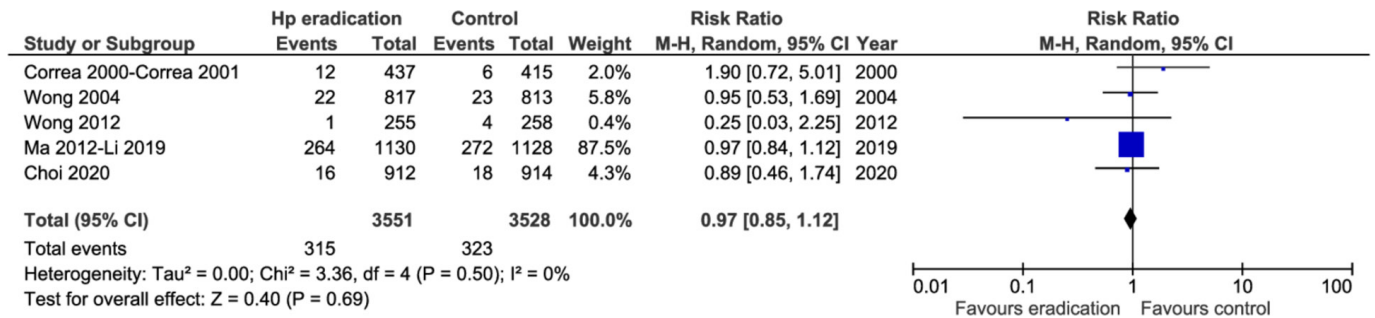 Hp eradication Control Risk Ratio Risk Ratio
Study or Subgroup Events Total Events Total Weight M-H, Random, 95% CI Year M-H, Random, 95% CI
Correa 2000-Correa 2001 12 437 6 415 2.0% 1.90 [0.72, 5.01] 2000
Wong 2004 22 817 23 813 5.8% 0.95 [0.53, 1.69] 2004
Wong 2012 1 255 4 258 0.4% 0.25 [0.03, 2.25] 2012
Ma 2012-Li 2019 264 1130 272 1128 87.5% 0.97 [0.84, 1.12] 2019
Choi 2020 16 912 18 914 4.3% 0.89 [0.46, 1.74] 2020
Total (95% CI) 3551 3528 100.0% 0.97 [0.85, 1.12]
Total events 315 323
Heterogeneity: Tau² = 0.00; Chi² = 3.36, df = 4 (P = 0.50); I² = 0%
Test for overall effect: Z = 0.40 (P = 0.69)
0.01 0.1 1 10 100
Favours eradication Favours control